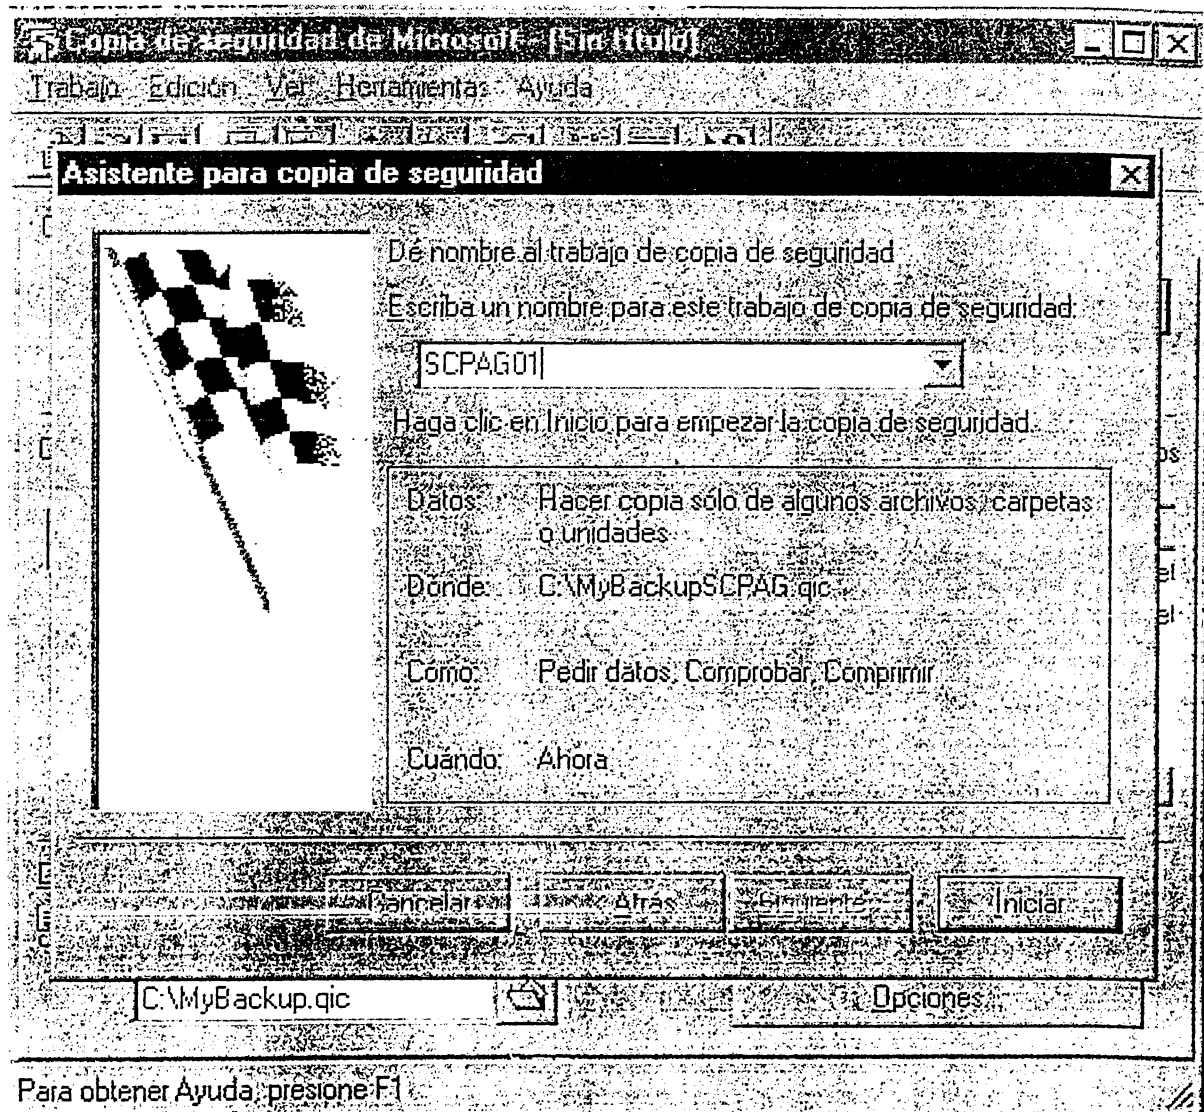 Copia de seguridad de Microsoft - [Sin título]
Trabajo Edición Ver Herramientas Ayuda
Asistente para copia de seguridad
Dé nombre al trabajo de copia de seguridad
Escriba un nombre para este trabajo de copia de seguridad:
SCPAG01
Haga clic en Inicio para empezar la copia de seguridad.
Datos: Hacer copia sólo de algunos archivos, carpetas
o unidades
Dónde: C:\MyBackupSCPAG.qic
Cómo: Pedir datos, Comprobar, Comprimir
Cuándo: Ahora
Cancelar Atrás Siguiente Iniciar
C:\MyBackup.qic Opciones...
Para obtener Ayuda, presione F1